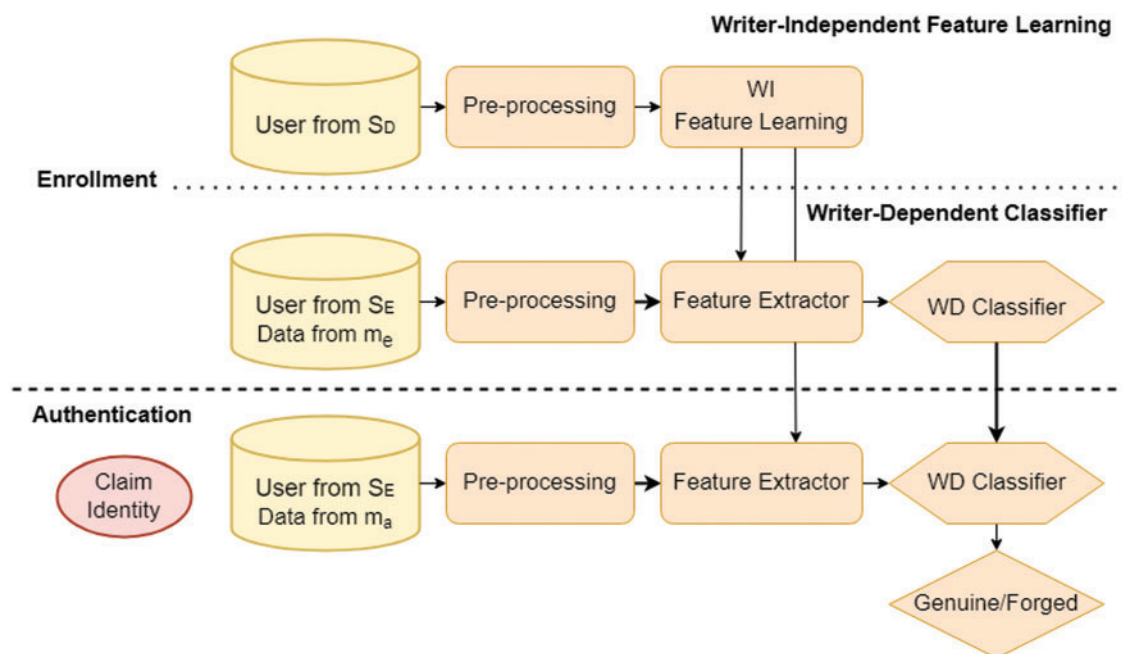 Writer-Independent Feature Learning
User from SD
Pre-processing
WI
Feature Learning
Enrollment
Writer-Dependent Classifier
User from SE
Data from me
Pre-processing
Feature Extractor
WD Classifier
Authentication
Claim
Identity
User from SE
Data from ma
Pre-processing
Feature Extractor
WD Classifier
Genuine/Forged